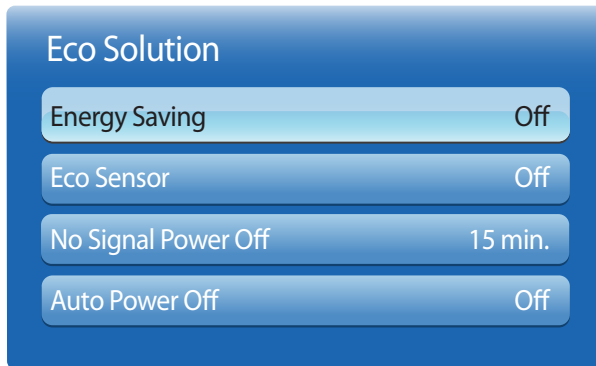 Eco Solution
Energy Saving Off
Eco Sensor Off
No Signal Power Off 15 min.
Auto Power Off Off